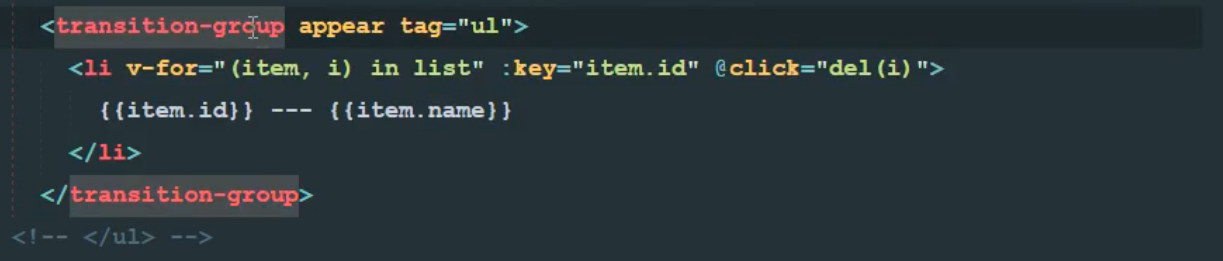 <transition-group appear tag="ul">
<li v-for="(item, i) in list" :key="item.id" @click="del(i)">
{{item.id}} --- {{item.name}}
</li>
</transition-group>
<!-- </ul> -->